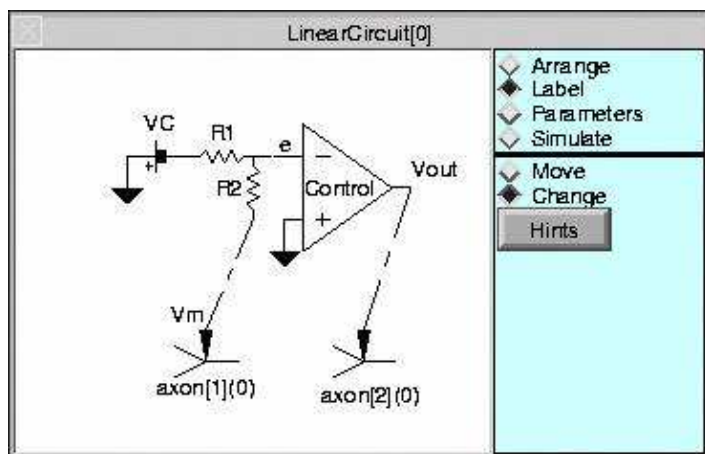 LinearCircuit[0]
Arrange
Label
Parameters
Simulate
Move
Change
Hints
VC
+
R1
e
−
R2
Control
+
Vout
Vm
axon[1](0)
axon[2](0)